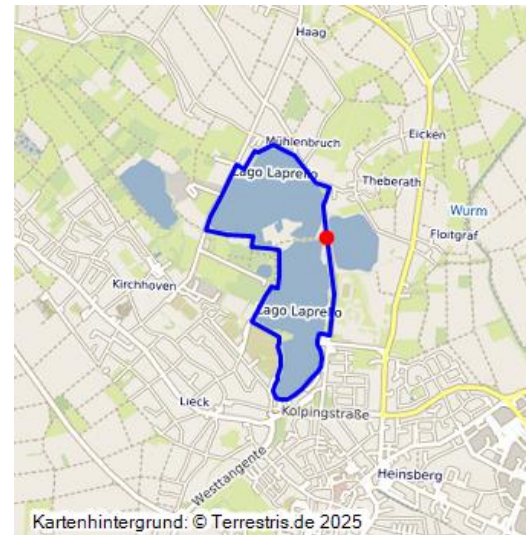 Haag
Mühlenbruch
Eicken
Lago Laprello
Theberath
Wurm
Floitgraf
Kirchhoven
Lago Laprello
Lieck
Kolpingstraße
Westtangente
Heinsberg
Kartenhintergrund: © Terrestris.de 2025